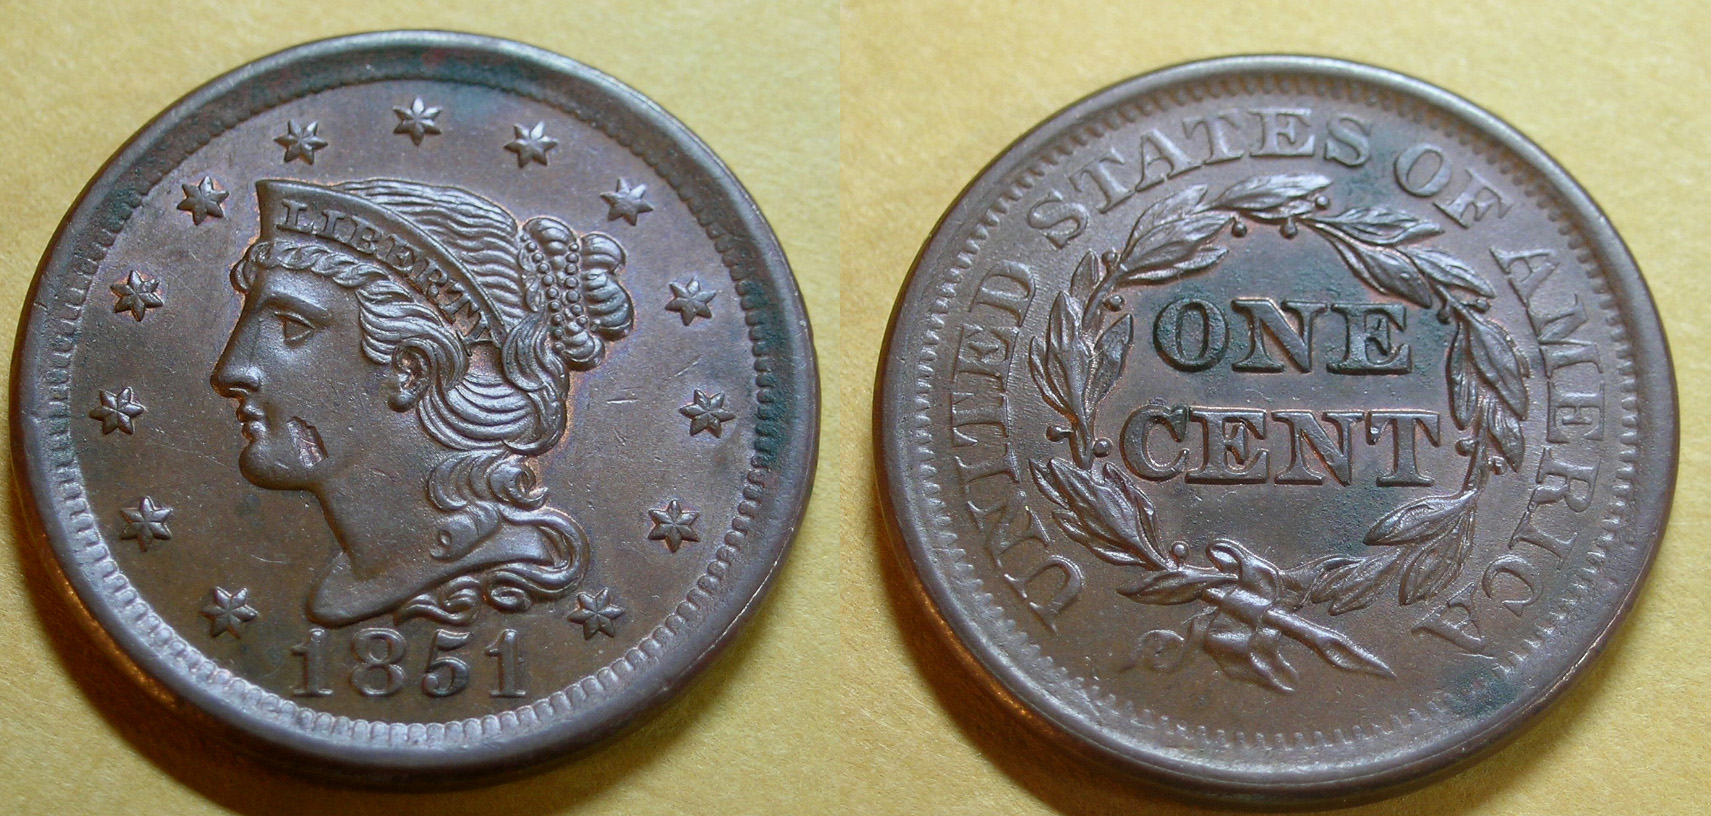 LIBERTY
1851
UNITED STATES OF AMERICA
ONE
CENT